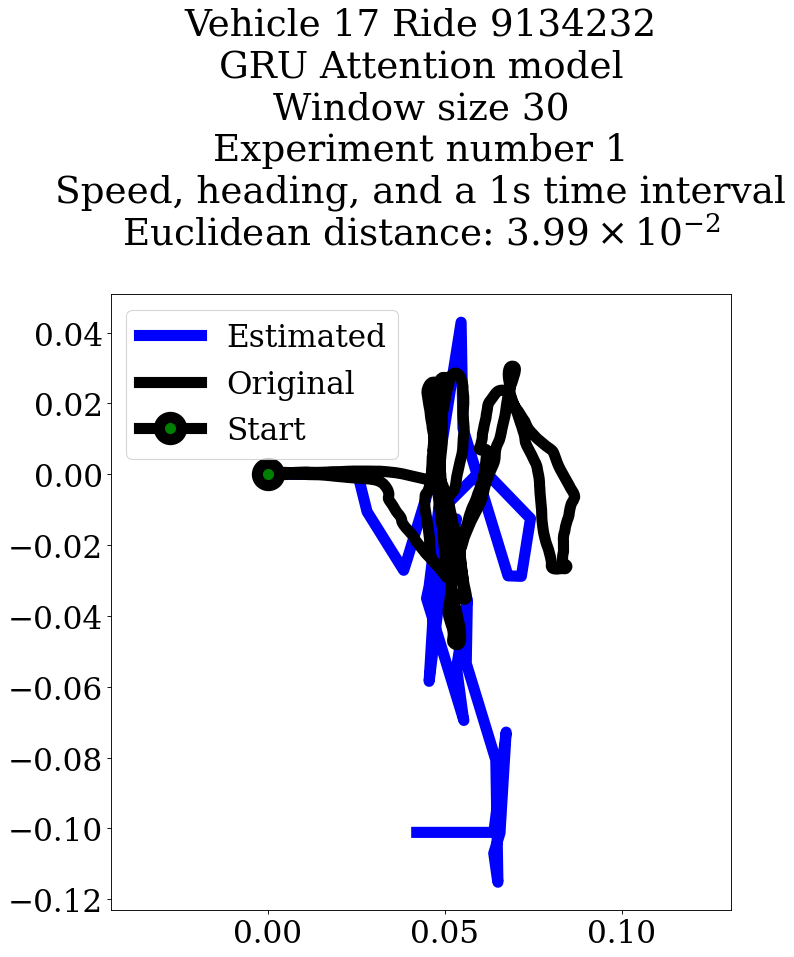 Vehicle 17 Ride 9134232
GRU Attention model
Window size 30
Experiment number 1
Speed, heading, and a 1s time interval
Euclidean distance: 3.99 × 10⁻²
Estimated
Original
Start
0.04
0.02
0.00
−0.02
−0.04
−0.06
−0.08
−0.10
−0.12
0.00 0.05 0.10